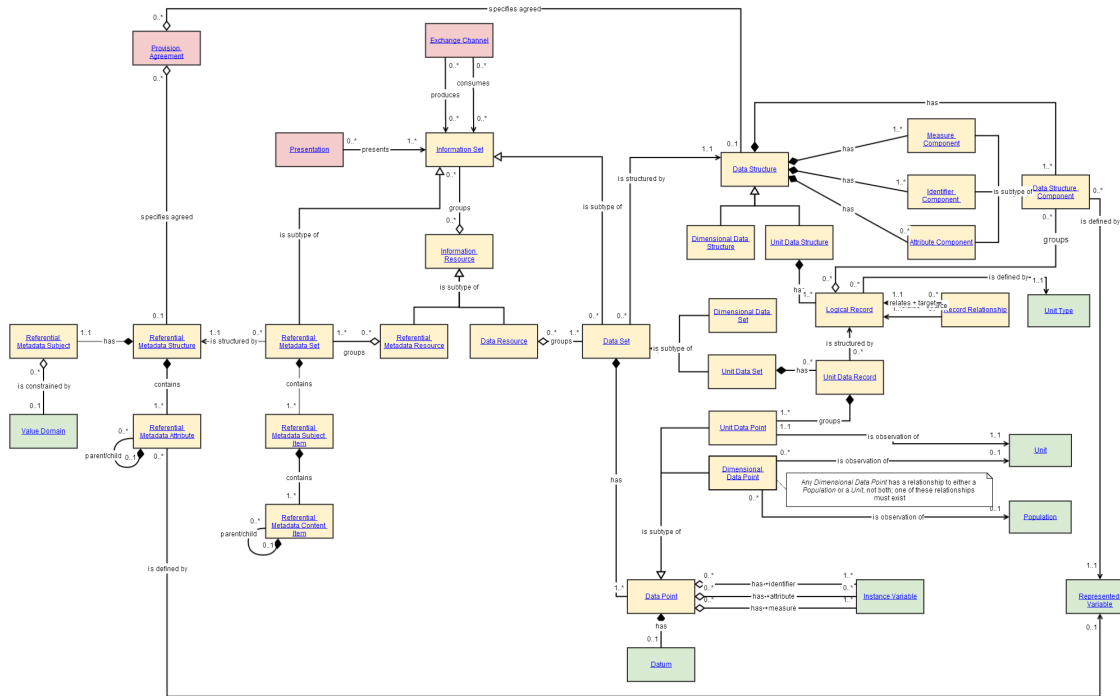 specifies agreed
0..*
0..*
Provision
Agreement
0..*
Exchange Channel
0..*
0..*
consumes
produces
0..*
0..*
Presentation
0..*
presents
1..*
Information Set
0..*
groups
0..*
Information
Resource
is subtype of
is subtype of
specifies agreed
is subtype of
is structured by
1..1
0..1
Data Structure
has
has
1..*
Measure
Component
has
Identifier
Component
has
0..*
Attribute Component
is subtype of
1..*
Data Structure
Component
0..*
is defined by
0..*
groups
Dimensional Data
Structure
Unit Data Structure
has
1..*
0..*
0..*
is defined by
Logical Record
1..1
relates + target
0..*
Record Relationship
1..1
Unit Type
Dimensional Data
Set
is subtype of
Unit Data Set
has
is structured by
0..*
Unit Data Record
0..1
1..1
Referential
Metadata Subject
1..1
has
Referential
Metadata Structure
1..1
is structured by
0..*
Referential
Metadata Set
1..*
0..*
groups
Referential
Metadata Resource
Data Resource
0..*
groups
1..*
0..*
0..*
Data Set
0..*
is constrained by
0..1
Value Domain
contains
1..*
Referential
Metadata Attribute
0..*
parent/child
0..1
0..*
contains
1..*
Referential
Metadata Subject
Item
contains
1..*
Referential
Metadata Content
Item
0..*
parent/child
0..1
has
1..*
groups
1..*
Unit Data Point
1..1
is observation of
1..1
Unit
0..*
is observation of
0..1
Dimensional
Data Point
0..*
Any Dimensional Data Point has a relationship to either a
Population or a Unit, not both; one of these relationships
must exist
is observation of
0..1
Population
is subtype of
is defined by
Data Point
0..*
has + identifier
1..*
0..*
has + attribute
0..*
0..*
has + measure
1..*
Instance Variable
has
0..1
Datum
1..1
Represented
Variable
0..1